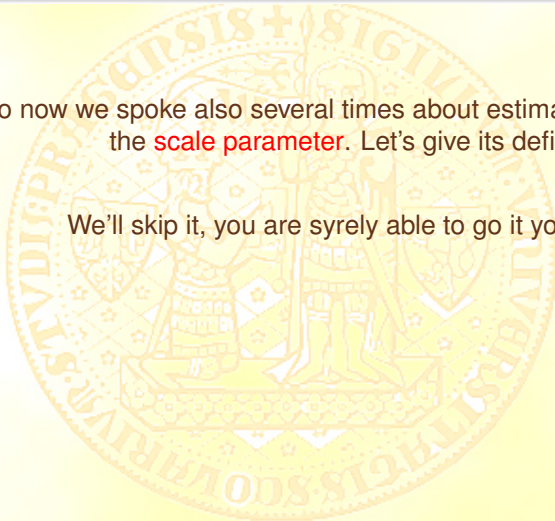 o now we spoke also several times about estima
the scale parameter. Let's give its defi
We'll skip it, you are syrely able to go it yo